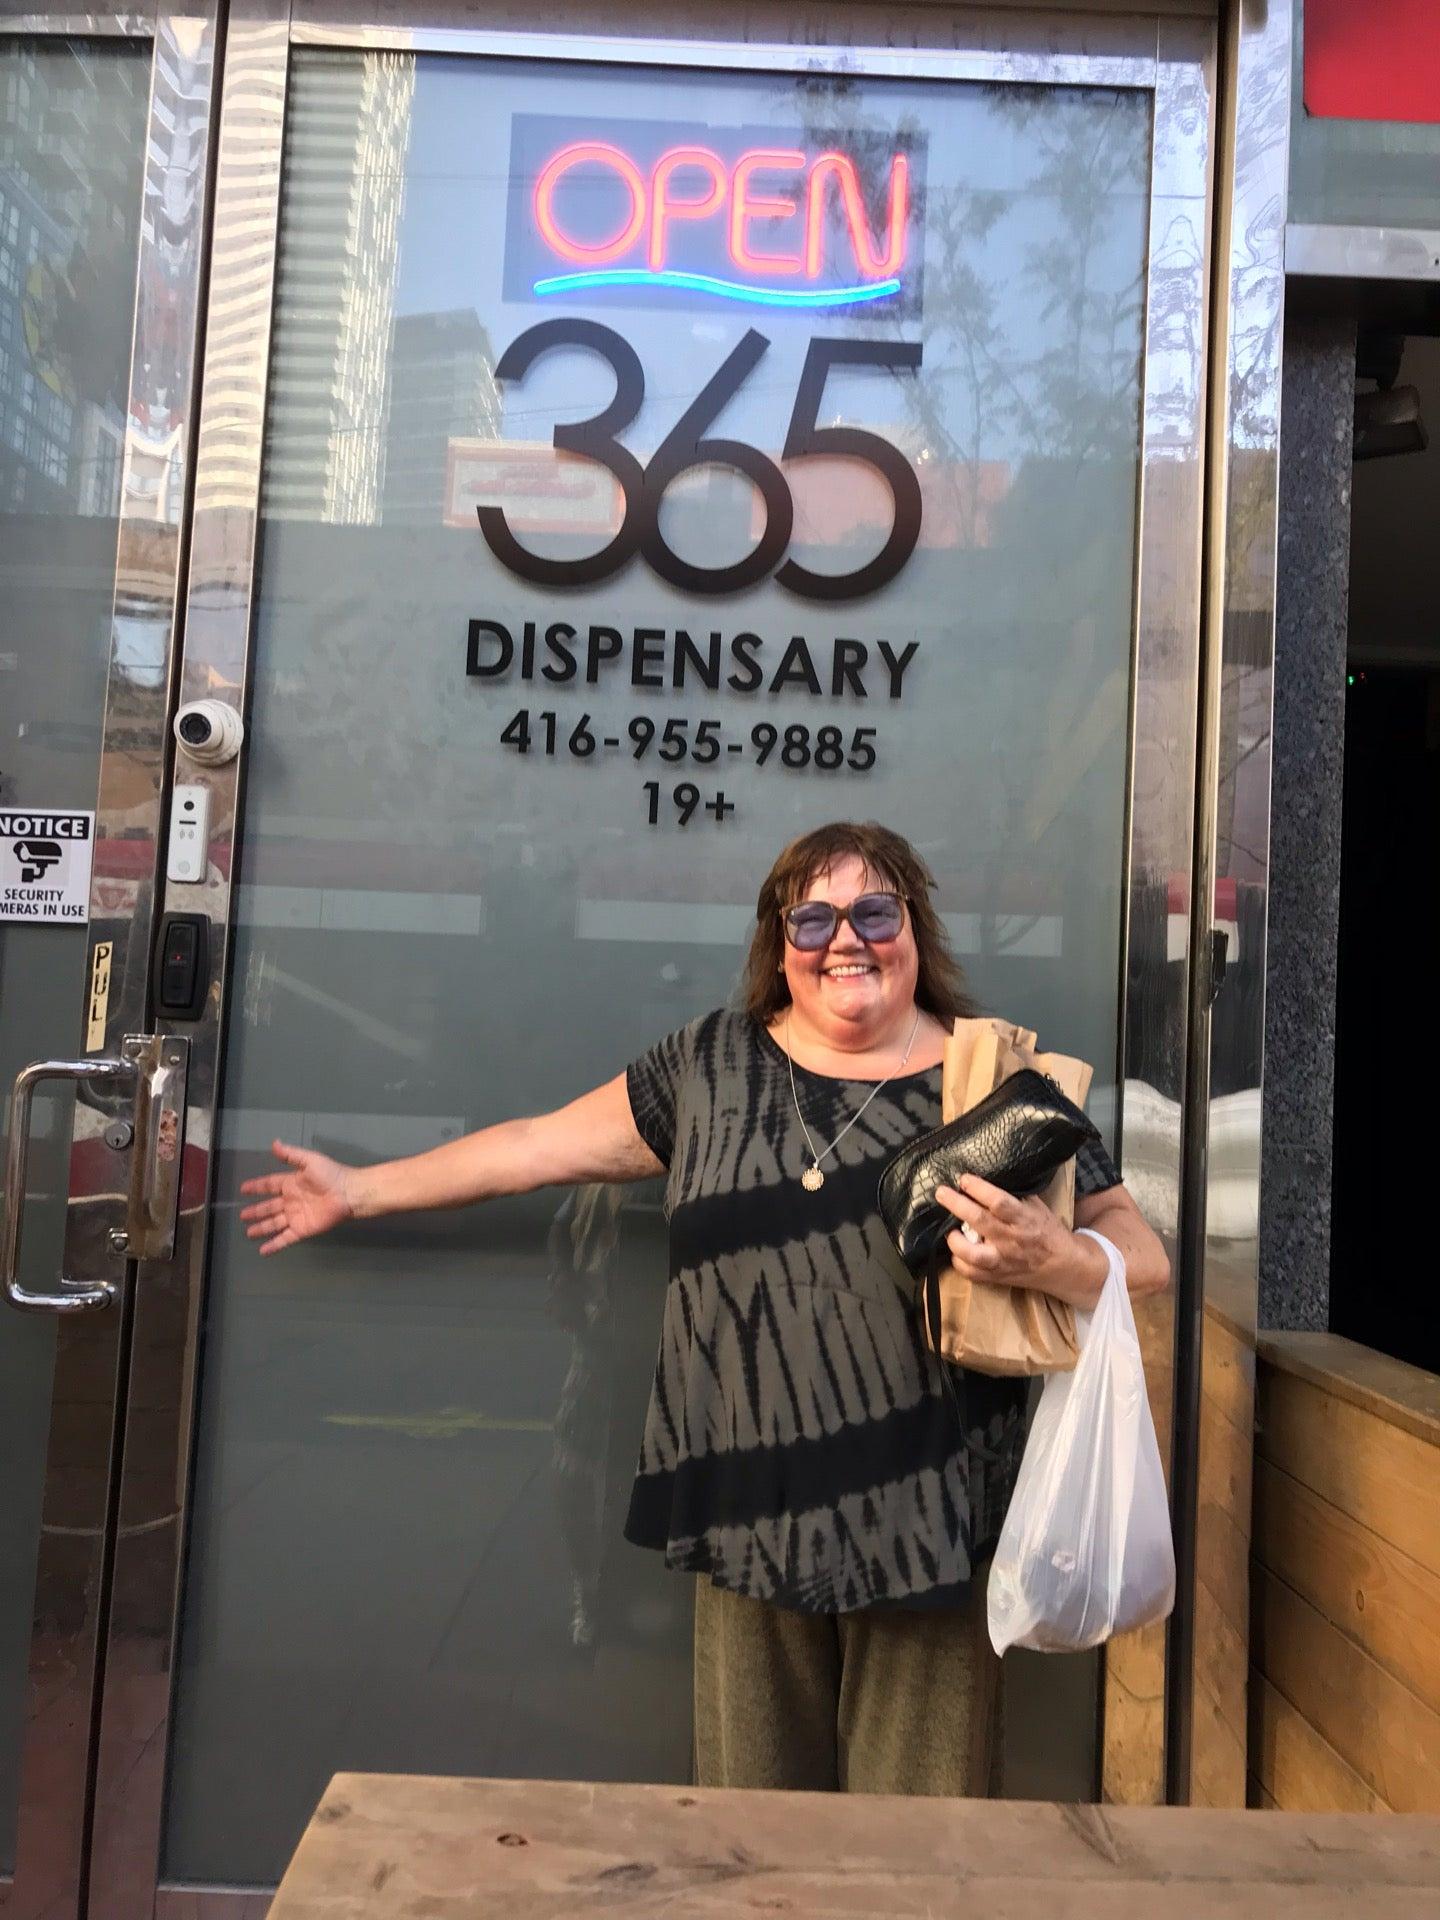 OPEN
365
DISPENSARY
416-955-9885
19+
NOTICE
SECURITY
MERAS IN USE
PUL